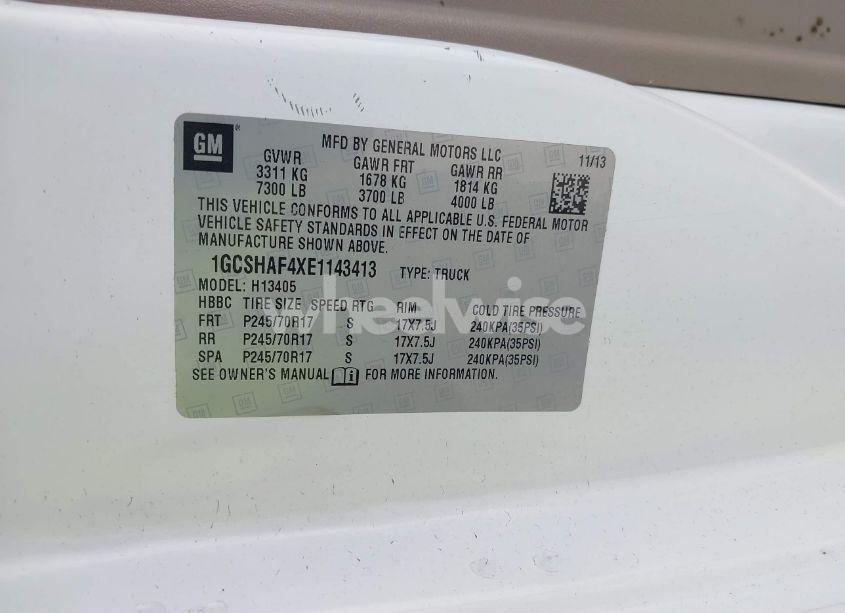 GM
MFD BY GENERAL MOTORS LLC 11/13
GVWR GAWR FRT GAWR RR
3311 KG 1678 KG 1814 KG
7300 LB 3700 LB 4000 LB
THIS VEHICLE CONFORMS TO ALL APPLICABLE U.S. FEDERAL MOTOR
VEHICLE SAFETY STANDARDS IN EFFECT ON THE DATE OF
MANUFACTURE SHOWN ABOVE.
1GCSHAF4XE1143413 TYPE: TRUCK
MODEL: H13405
HBBC TIRE SIZE /SPEED RTG RIM COLD TIRE PRESSURE
FRT P245/70R17 S 17X7.5J 240KPA(35PSI)
RR P245/70R17 S 17X7.5J 240KPA(35PSI)
SPA P245/70R17 S 17X7.5J 240KPA(35PSI)
SEE OWNER'S MANUAL FOR MORE INFORMATION.
wheelwise